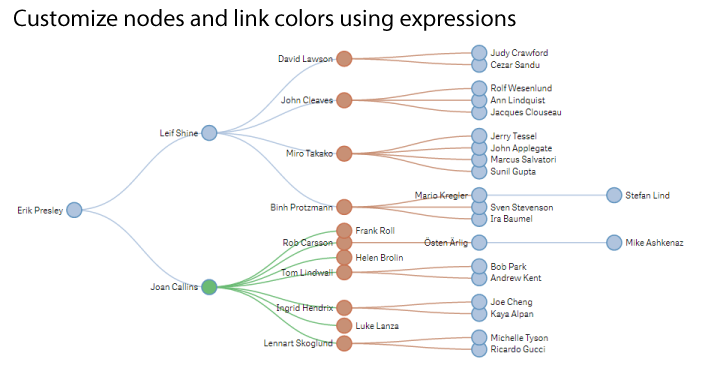 Customize nodes and link colors using expressions
Judy Crawford
David Lawson
Cezar Sandu
Rolf Wesenlund
John Cleaves
Ann Lindquist
Jacques Clouseau
Leif Shine
Jerry Tessel
John Applegate
Miro Takako
Marcus Salvatori
Sunil Gupta
Mario Kregler
Stefan Lind
Binh Protzmann
Sven Stevenson
Erik Presley
Ira Baumel
Frank Roll
Rob Carsson
Östen Ärlig
Mike Ashkenaz
Helen Brolin
Bob Park
Tom Lindwall
Andrew Kent
Joan Callins
Joe Cheng
Ingrid Hendrix
Kaya Alpan
Luke Lanza
Michelle Tyson
Lennart Skoglund
Ricardo Gucci